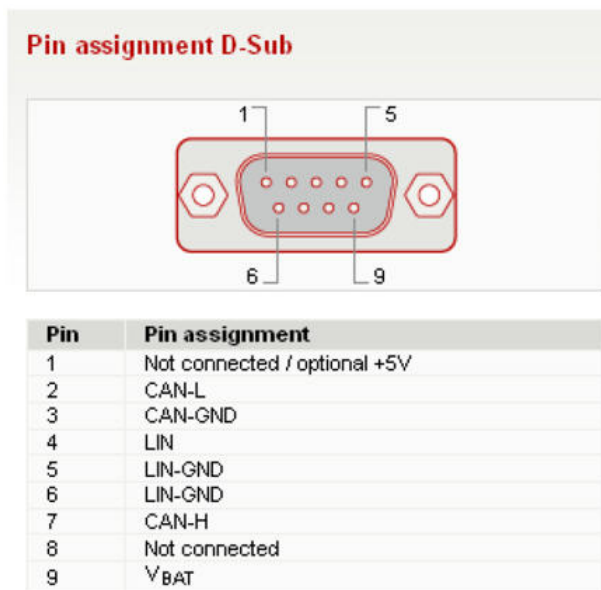 Pin assignment D-Sub
1 5
6 9
Pin Pin assignment
1 Not connected / optional +5V
2 CAN-L
3 CAN-GND
4 LIN
5 LIN-GND
6 LIN-GND
7 CAN-H
8 Not connected
9 VBAT